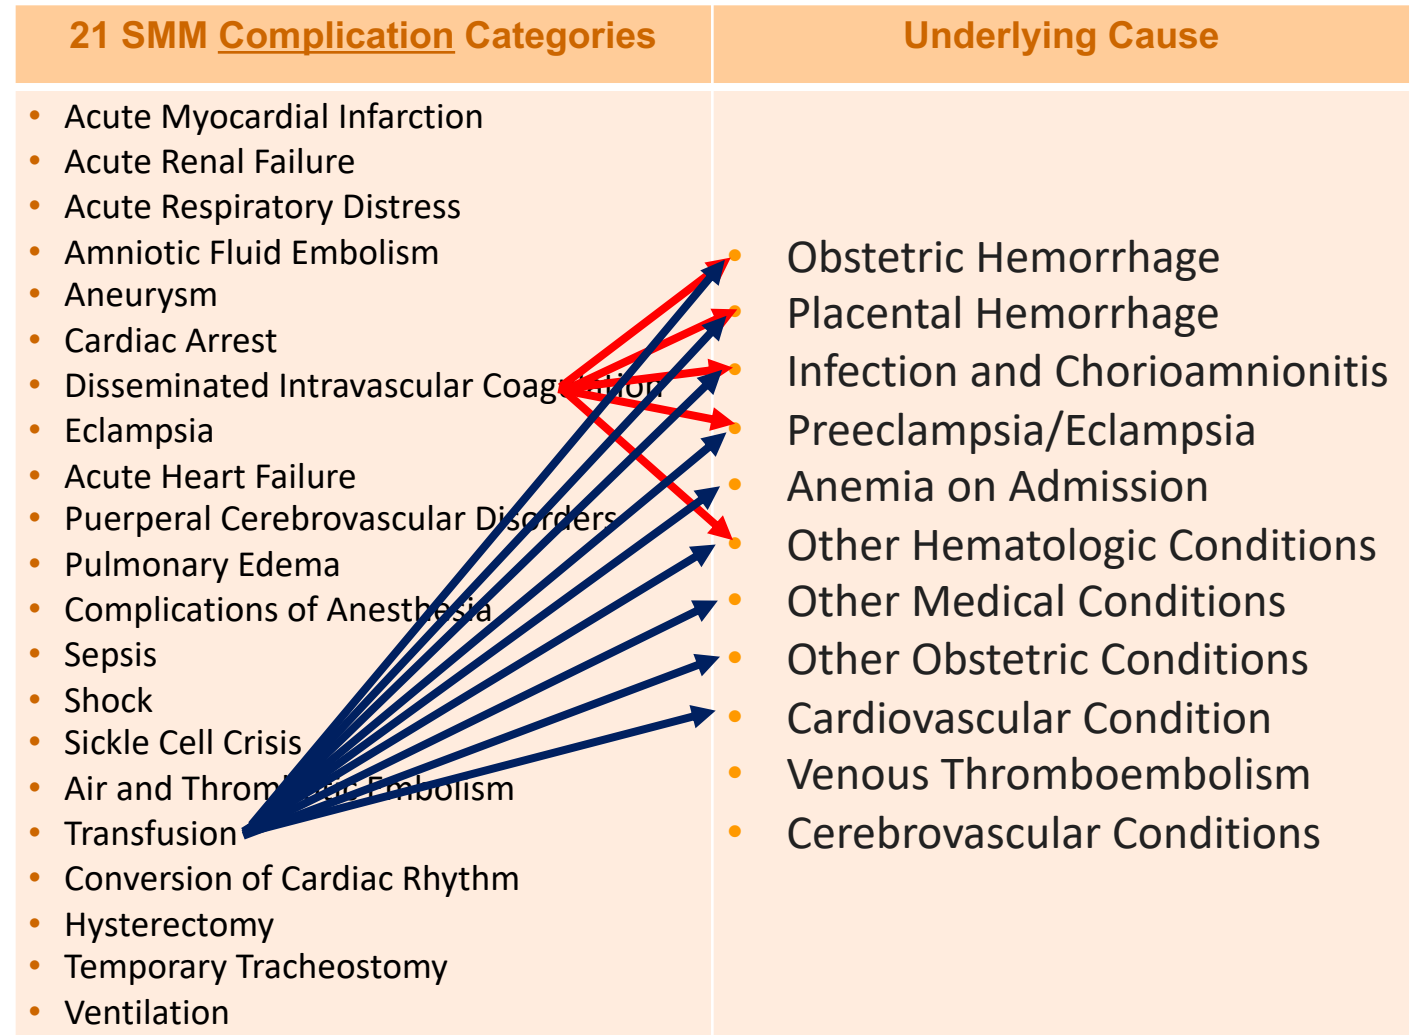 21 SMM Complication Categories
Underlying Cause
• Acute Myocardial Infarction
• Acute Renal Failure
• Acute Respiratory Distress
• Amniotic Fluid Embolism
• Aneurysm
• Cardiac Arrest
• Disseminated Intravascular Coagulation
• Eclampsia
• Acute Heart Failure
• Puerperal Cerebrovascular Disorders
• Pulmonary Edema
• Complications of Anesthesia
• Sepsis
• Shock
• Sickle Cell Crisis
• Air and Thrombotic Embolism
• Transfusion
• Conversion of Cardiac Rhythm
• Hysterectomy
• Temporary Tracheostomy
• Ventilation
• Obstetric Hemorrhage
• Placental Hemorrhage
• Infection and Chorioamnionitis
• Preeclampsia/Eclampsia
• Anemia on Admission
• Other Hematologic Conditions
• Other Medical Conditions
• Other Obstetric Conditions
• Cardiovascular Condition
• Venous Thromboembolism
• Cerebrovascular Conditions